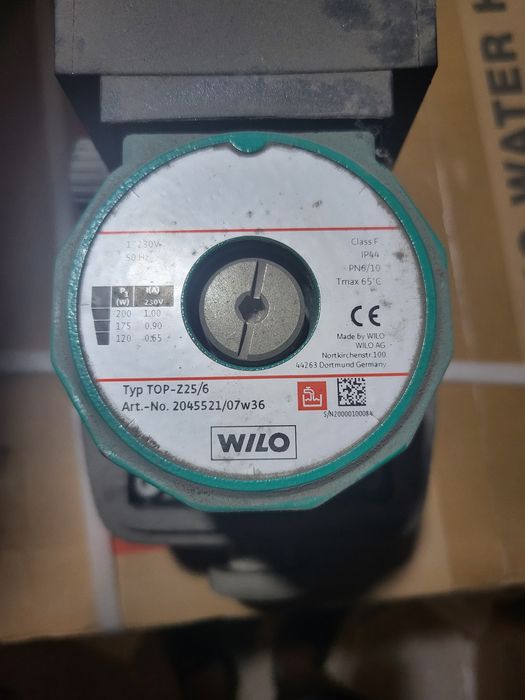 1~230V~
50 Hz
P1 I(A)
(W) 230V
200 1.00
175 0.90
120 0.65
Class F
IP44
PN6/10
Tmax 65°C
CE
Made by WILO
WILO AG
Nortkirchenstr.100
44263 Dortmund Germany
Typ TOP-Z25/6
Art.-No. 2045521/07w36
S/N20000100084
WILO
WATER H